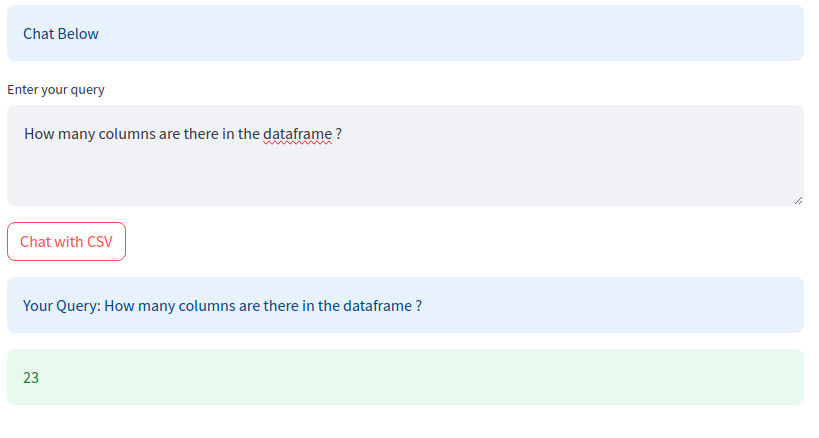 Chat Below
Enter your query
How many columns are there in the dataframe ?
Chat with CSV
Your Query: How many columns are there in the dataframe ?
23